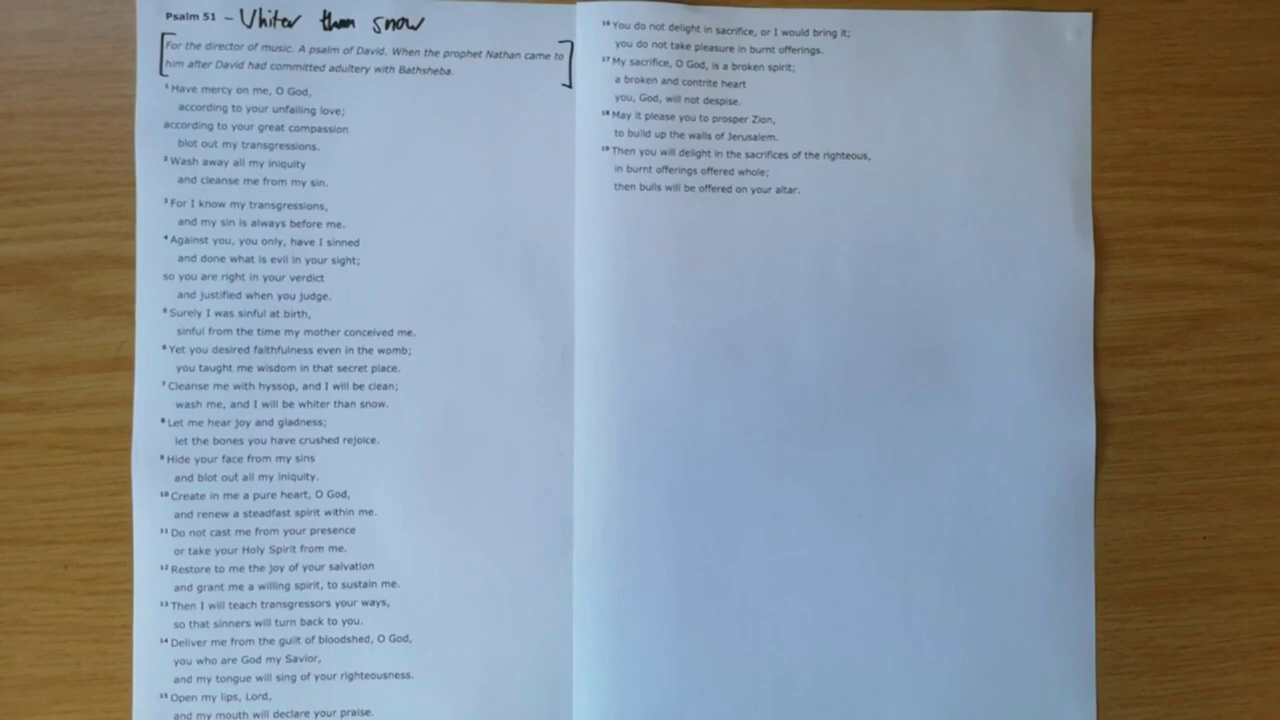 Psalm 51 - Whiter than snow
[For the director of music. A psalm of David. When the prophet Nathan came to
him after David had committed adultery with Bathsheba.]
1 Have mercy on me, O God,
according to your unfailing love;
according to your great compassion
blot out my transgressions.
2 Wash away all my iniquity
and cleanse me from my sin.
3 For I know my transgressions,
and my sin is always before me.
4 Against you, you only, have I sinned
and done what is evil in your sight;
so you are right in your verdict
and justified when you judge.
5 Surely I was sinful at birth,
sinful from the time my mother conceived me.
6 Yet you desired faithfulness even in the womb;
you taught me wisdom in that secret place.
7 Cleanse me with hyssop, and I will be clean;
wash me, and I will be whiter than snow.
8 Let me hear joy and gladness;
let the bones you have crushed rejoice.
9 Hide your face from my sins
and blot out all my iniquity.
10 Create in me a pure heart, O God,
and renew a steadfast spirit within me.
11 Do not cast me from your presence
or take your Holy Spirit from me.
12 Restore to me the joy of your salvation
and grant me a willing spirit, to sustain me.
13 Then I will teach transgressors your ways,
so that sinners will turn back to you.
14 Deliver me from the guilt of bloodshed, O God,
you who are God my Savior,
and my tongue will sing of your righteousness.
15 Open my lips, Lord,
and my mouth will declare your praise.
16 You do not delight in sacrifice, or I would bring it;
you do not take pleasure in burnt offerings.
17 My sacrifice, O God, is a broken spirit;
a broken and contrite heart
you, God, will not despise.
18 May it please you to prosper Zion,
to build up the walls of Jerusalem.
19 Then you will delight in the sacrifices of the righteous,
in burnt offerings offered whole;
then bulls will be offered on your altar.